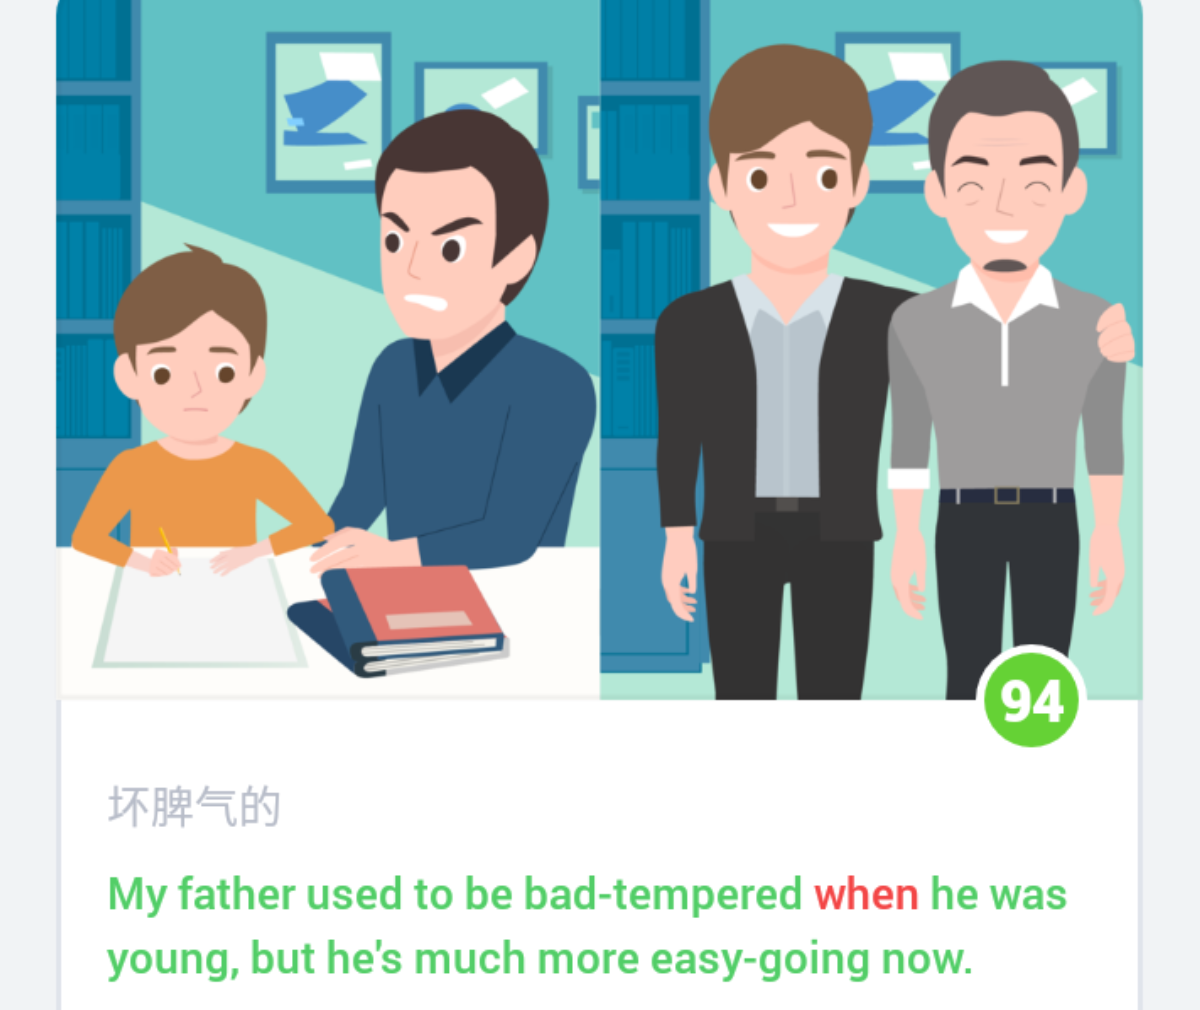 94
坏脾气的
My father used to be bad-tempered when he was
young, but he's much more easy-going now.